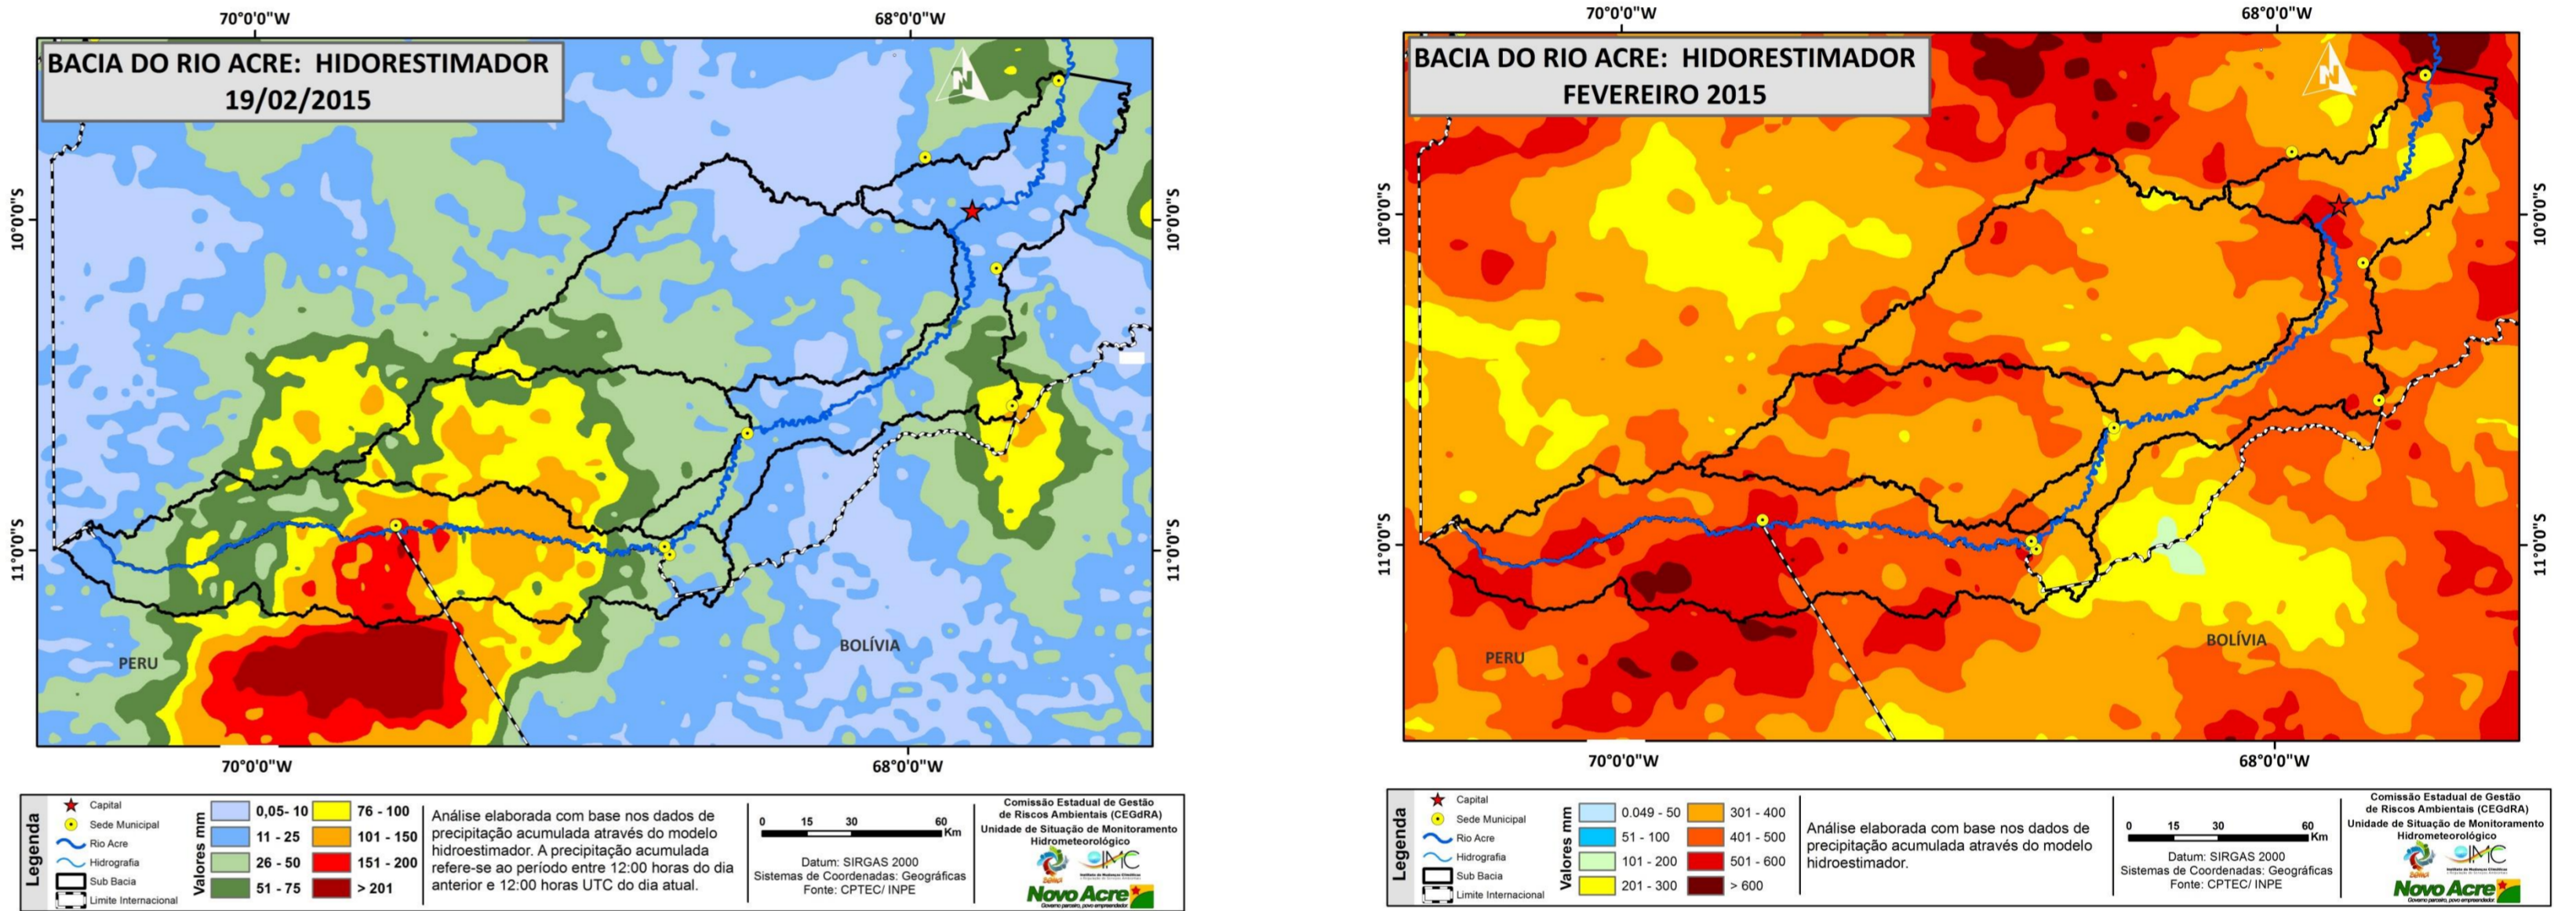 70°0'0"W
68°0'0"W
BACIA DO RIO ACRE: HIDORESTIMADOR
19/02/2015
N
10°0'0"S
10°0'0"S
11°0'0"S
11°0'0"S
PERU
BOLÍVIA
70°0'0"W
68°0'0"W
Legenda
Capital
Sede Municipal
Rio Acre
Hidrografia
Sub Bacia
Limite Internacional
Valores mm
0,05- 10
11 - 25
26 - 50
51 - 75
76 - 100
101 - 150
151 - 200
> 201
Análise elaborada com base nos dados de
precipitação acumulada através do modelo
hidroestimador. A precipitação acumulada
refere-se ao período entre 12:00 horas do dia
anterior e 12:00 horas UTC do dia atual.
0 15 30 60
Km
Datum: SIRGAS 2000
Sistemas de Coordenadas: Geográficas
Fonte: CPTEC/ INPE
Comissão Estadual de Gestão
de Riscos Ambientais (CEGdRA)
Unidade de Situação de Monitoramento
Hidrometeorológico
IMC
Novo Acre
Governo parceiro, povo empreendedor
70°0'0"W
68°0'0"W
BACIA DO RIO ACRE: HIDORESTIMADOR
FEVEREIRO 2015
N
10°0'0"S
10°0'0"S
11°0'0"S
11°0'0"S
PERU
BOLÍVIA
70°0'0"W
68°0'0"W
Legenda
Capital
Sede Municipal
Rio Acre
Hidrografia
Sub Bacia
Limite Internacional
Valores mm
0.049 - 50
51 - 100
101 - 200
201 - 300
301 - 400
401 - 500
501 - 600
> 600
Análise elaborada com base nos dados de
precipitação acumulada através do modelo
hidroestimador.
0 15 30 60
Km
Datum: SIRGAS 2000
Sistemas de Coordenadas: Geográficas
Fonte: CPTEC/ INPE
Comissão Estadual de Gestão
de Riscos Ambientais (CEGdRA)
Unidade de Situação de Monitoramento
Hidrometeorológico
IMC
Novo Acre
Governo parceiro, povo empreendedor